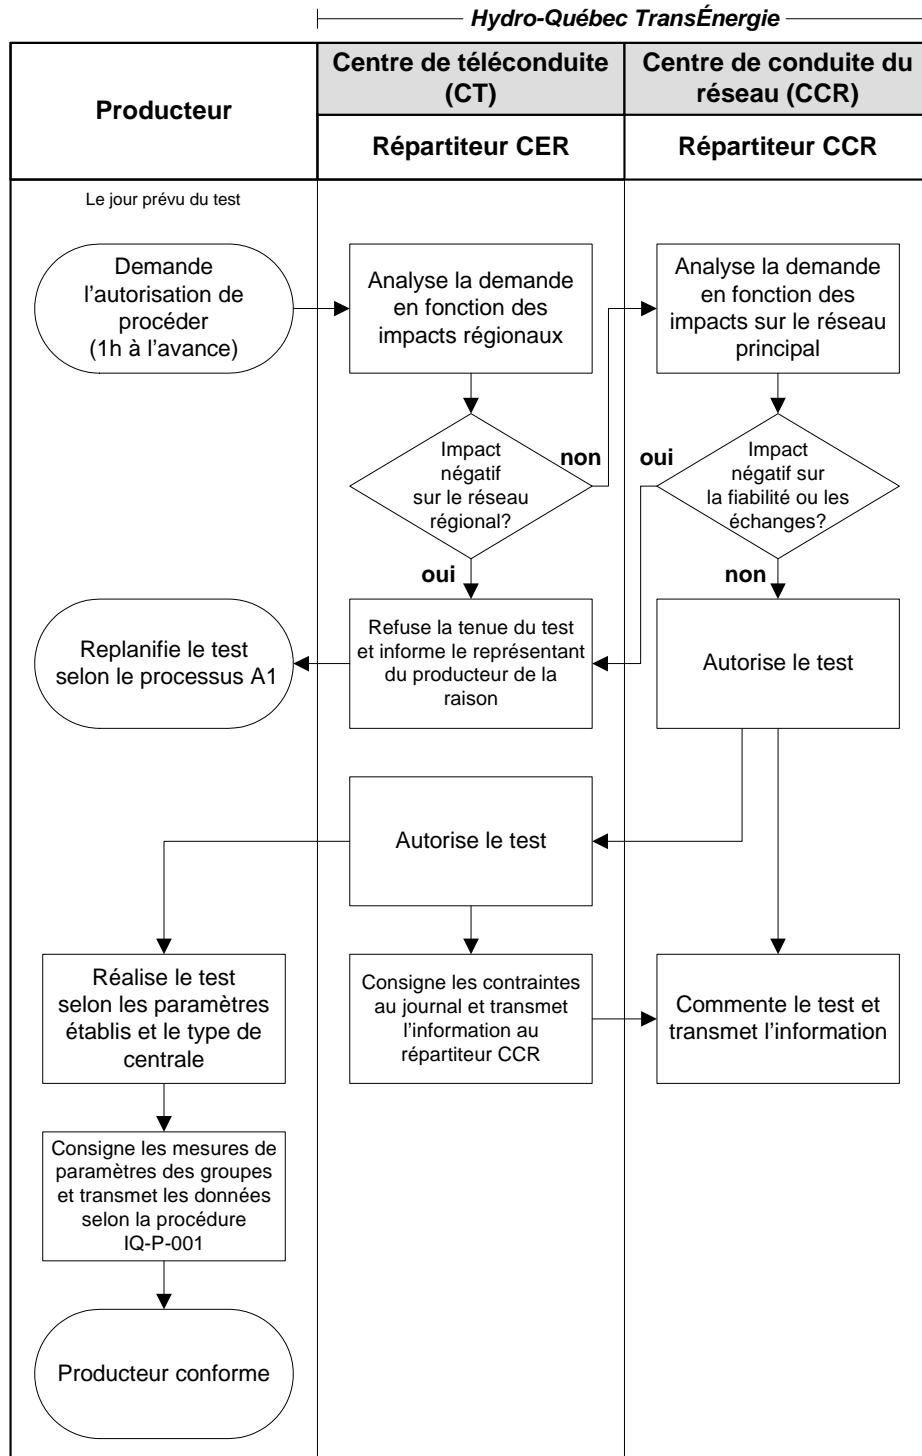 Hydro-Québec TransÉnergie
Producteur
Centre de téléconduite
(CT)
Centre de conduite du
réseau (CCR)
Répartiteur CER
Répartiteur CCR
Le jour prévu du test
Demande
l'autorisation de
procéder
(1h à l'avance)
Analyse la demande
en fonction des
impacts régionaux
Analyse la demande
en fonction des
impacts sur le réseau
principal
Impact
négatif
sur le réseau
régional?
non
oui
oui
Impact
négatif sur
la fiabilité ou les
échanges?
non
Replanifie le test
selon le processus A1
Refuse la tenue du test
et informe le représentant
du producteur de la
raison
Autorise le test
Autorise le test
Réalise le test
selon les paramètres
établis et le type de
centrale
Consigne les contraintes
au journal et transmet
l'information au
répartiteur CCR
Commente le test et
transmet l'information
Consigne les mesures de
paramètres des groupes
et transmet les données
selon la procédure
IQ-P-001
Producteur conforme